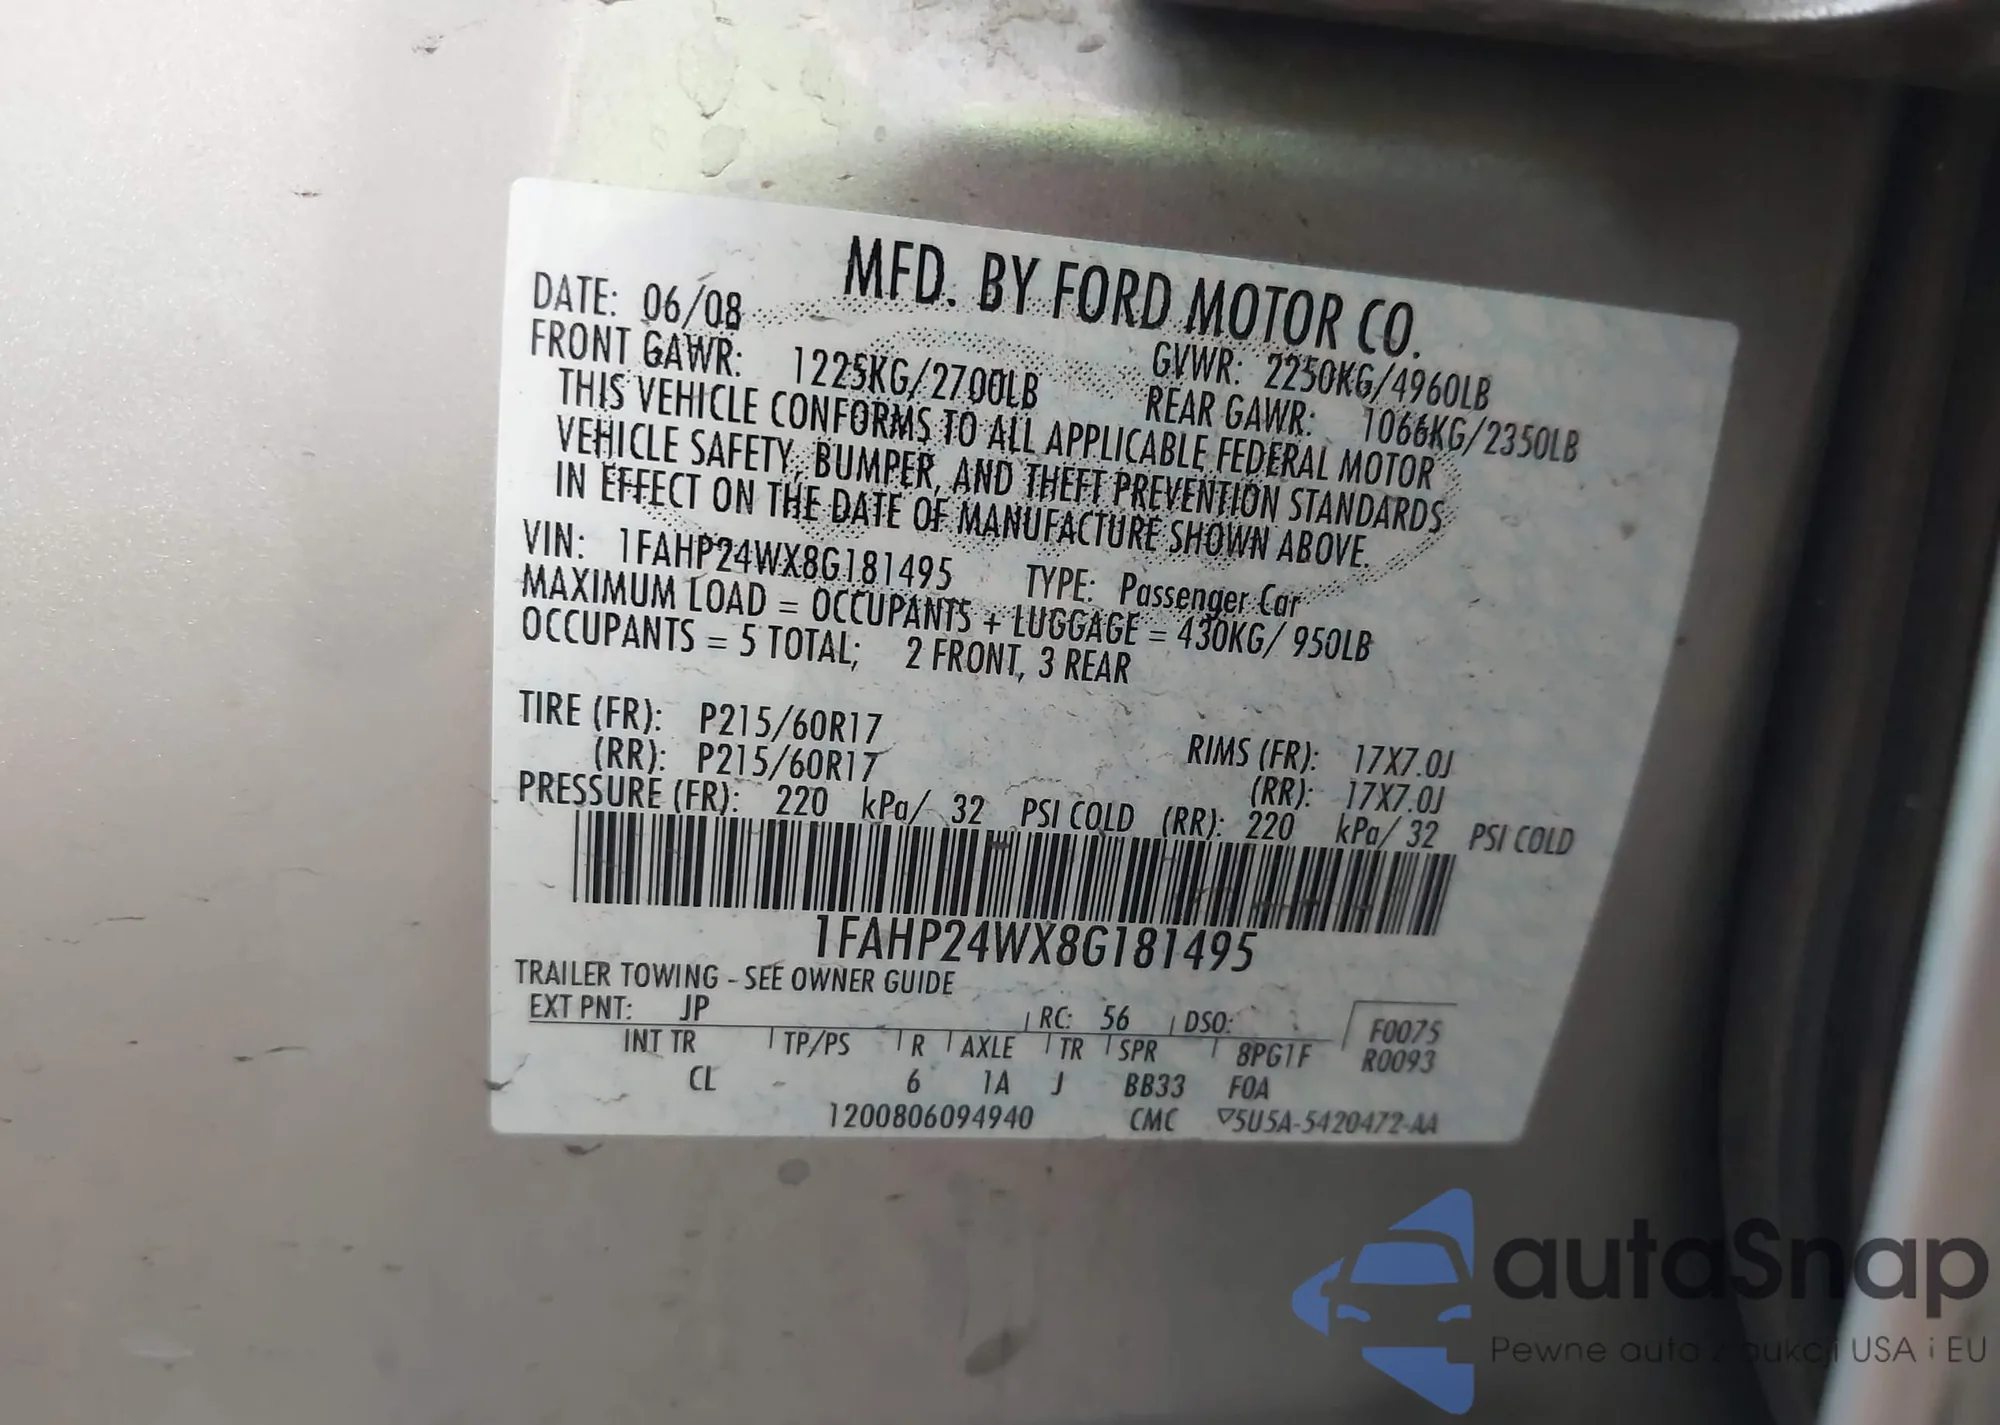 MFD. BY FORD MOTOR CO.
DATE: 06/08 GVWR: 2250KG/4960LB
FRONT GAWR: 1225KG/2700LB REAR GAWR: 1066KG/2350LB
THIS VEHICLE CONFORMS TO ALL APPLICABLE FEDERAL MOTOR
VEHICLE SAFETY, BUMPER, AND THEFT PREVENTION STANDARDS
IN EFFECT ON THE DATE OF MANUFACTURE SHOWN ABOVE.
VIN: 1FAHP24WX8G181495 TYPE: Passenger Car
MAXIMUM LOAD = OCCUPANTS + LUGGAGE = 430KG/ 950LB
OCCUPANTS = 5 TOTAL; 2 FRONT, 3 REAR
TIRE (FR): P215/60R17 RIMS (FR): 17X7.0J
(RR): P215/60R17 (RR): 17X7.0J
PRESSURE (FR): 220 kPa/ 32 PSI COLD (RR): 220 kPa/ 32 PSI COLD
1FAHP24WX8G181495
TRAILER TOWING - SEE OWNER GUIDE
EXT PNT: JP RC: 56 DSO: F0075
INT TR TP/PS R AXLE TR SPR 8PG1F R0093
CL - 6 1A J BB33 F0A
1200806094940 CMC ▽5U5A-5420472-AA
autoSnap
Pewne auto z aukcji USA i EU